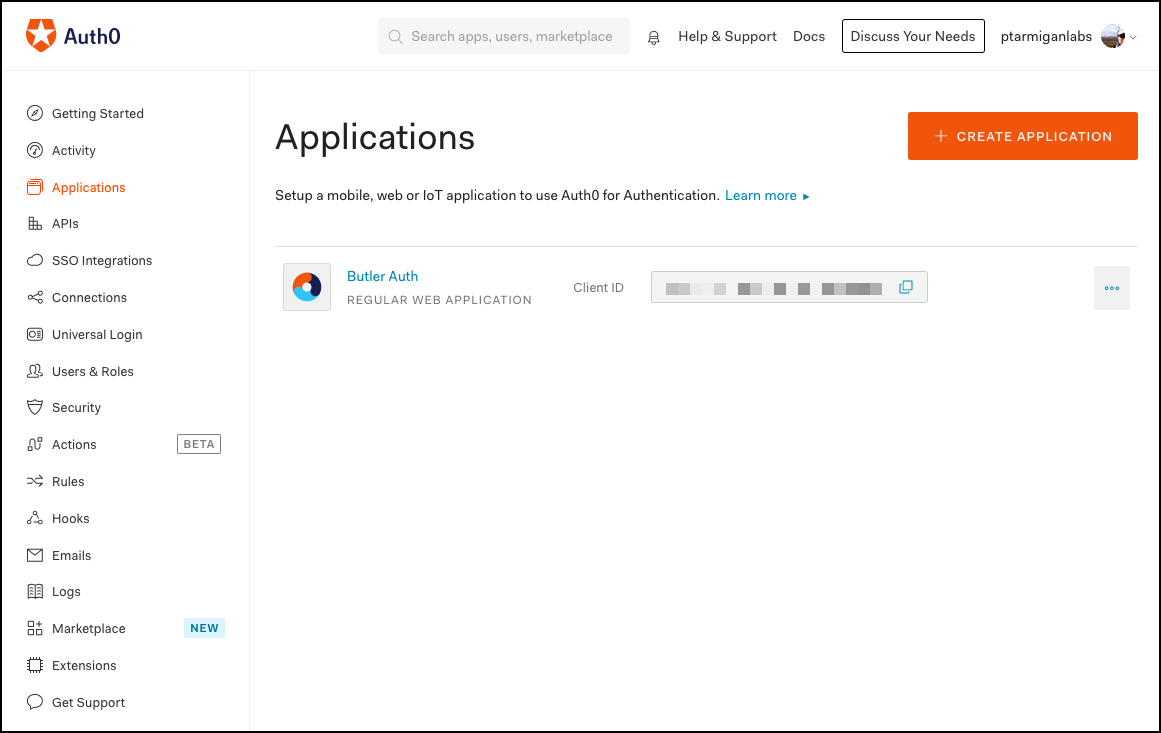 Auth0
Search apps, users, marketplace
Help & Support
Docs
Discuss Your Needs
ptarmiganlabs
Getting Started
Activity
Applications
APIs
SSO Integrations
Connections
Universal Login
Users & Roles
Security
Actions BETA
Rules
Hooks
Emails
Logs
Marketplace NEW
Extensions
Get Support
Applications
+ CREATE APPLICATION
Setup a mobile, web or IoT application to use Auth0 for Authentication. Learn more ▸
Butler Auth
REGULAR WEB APPLICATION
Client ID